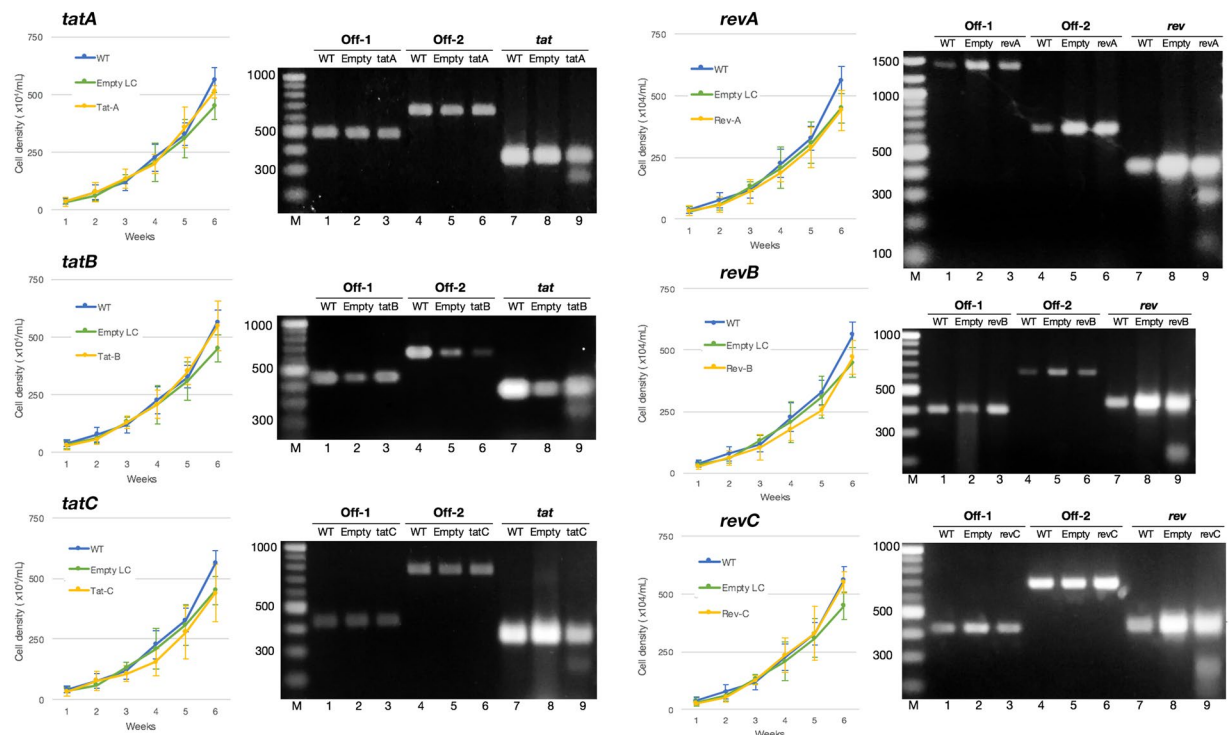 tatA
750
500
250
0
Cell density ( x10⁴/mL)
WT
Empty LC
Tat-A
1 2 3 4 5 6
Weeks
Off-1 Off-2 tat
WT Empty tatA WT Empty tatA WT Empty tatA
1000
500
300
M 1 2 3 4 5 6 7 8 9
tatB
750
500
250
0
Cell density ( x10⁴/mL)
WT
Empty LC
Tat-B
1 2 3 4 5 6
Weeks
Off-1 Off-2 tat
WT Empty tatB WT Empty tatB WT Empty tatB
1000
500
300
M 1 2 3 4 5 6 7 8 9
tatC
750
500
250
0
Cell density ( x10⁴/mL)
WT
Empty LC
Tat-C
1 2 3 4 5 6
Weeks
Off-1 Off-2 tat
WT Empty tatC WT Empty tatC WT Empty tatC
1000
500
300
M 1 2 3 4 5 6 7 8 9
revA
750
500
250
0
Cell density ( x104/mL)
WT
Empty LC
Rev-A
1 2 3 4 5 6
Weeks
Off-1 Off-2 rev
WT Empty revA WT Empty revA WT Empty revA
1500
1000
500
300
100
M 1 2 3 4 5 6 7 8 9
revB
750
500
250
0
Cell density ( x104/mL)
WT
Empty LC
Rev-B
1 2 3 4 5 6
Weeks
Off-1 Off-2 rev
WT Empty revB WT Empty revB WT Empty revB
1000
500
300
M 1 2 3 4 5 6 7 8 9
revC
750
500
250
0
Cell density ( x104/mL)
WT
Empty LC
Rev-C
1 2 3 4 5 6
Weeks
Off-1 Off-2 rev
WT Empty revC WT Empty revC WT Empty revC
1000
500
300
M 1 2 3 4 5 6 7 8 9